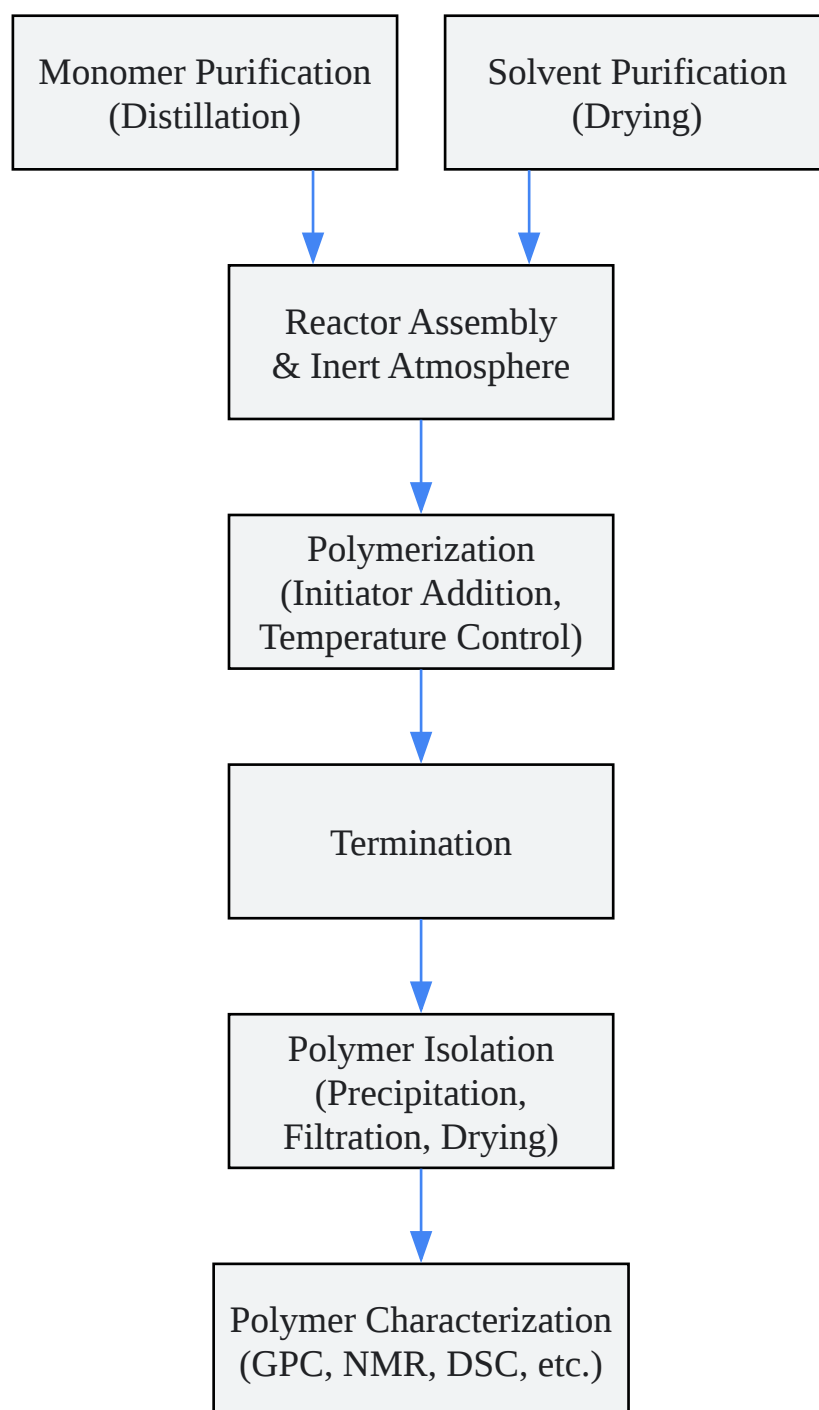 Monomer Purification
(Distillation)
Solvent Purification
(Drying)
Reactor Assembly
& Inert Atmosphere
Polymerization
(Initiator Addition,
Temperature Control)
Termination
Polymer Isolation
(Precipitation,
Filtration, Drying)
Polymer Characterization
(GPC, NMR, DSC, etc.)